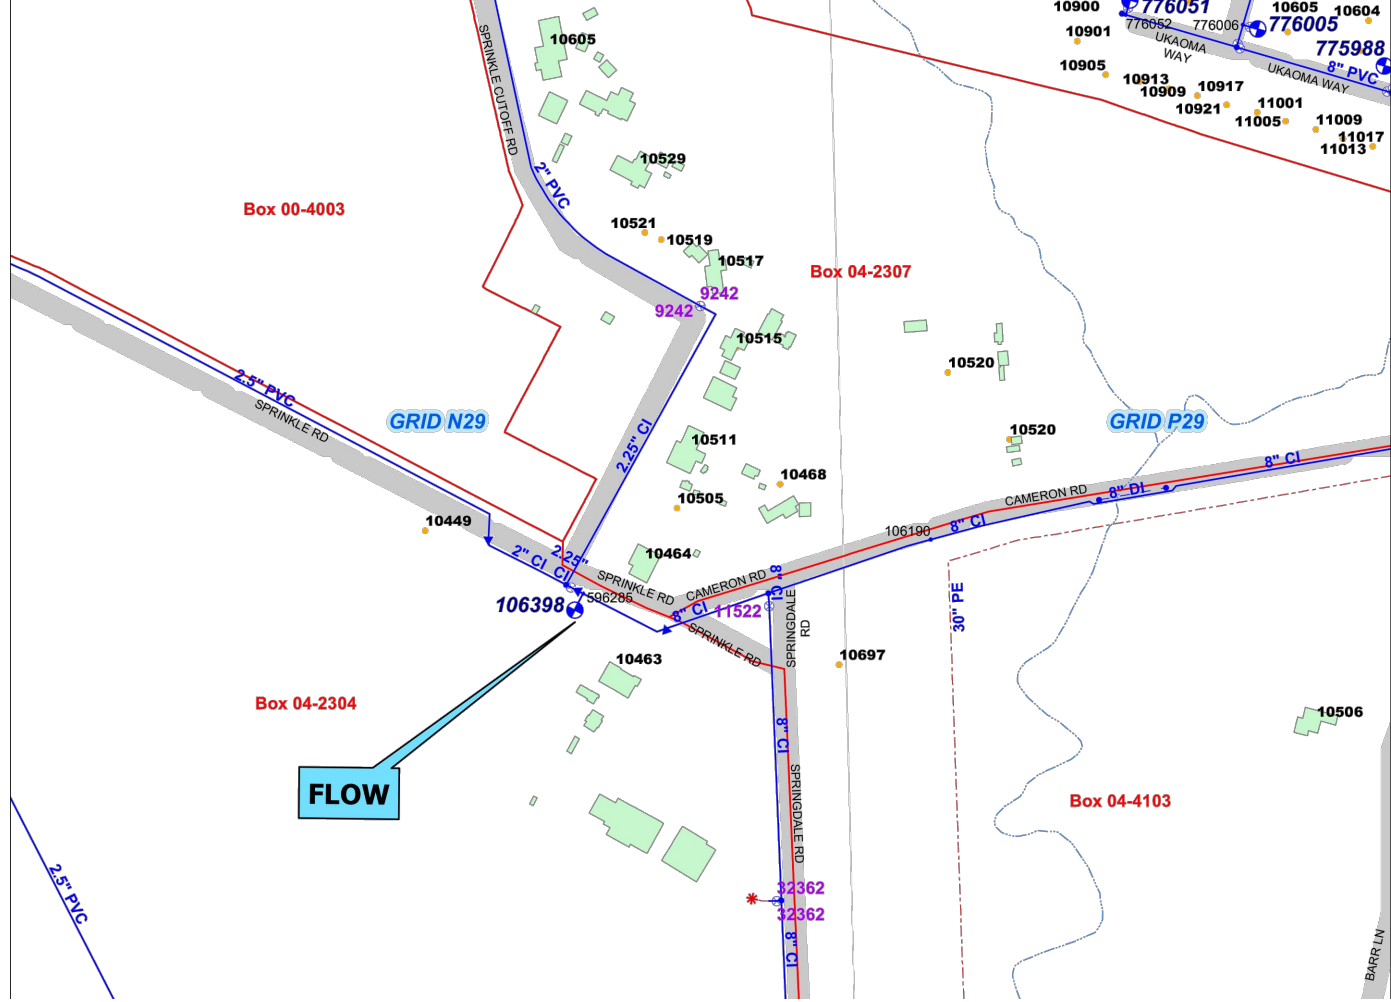 10900
776051
10605
10604
776052
776006
776005
10901
UKAOMA
WAY
775988
10605
8" PVC
SPRINKLE CUTOFF RD
10905
10913
10909
10917
UKAOMA WAY
10921
11001
11005
11009
11017
11013
10529
2" PVC
Box 00-4003
10521
10519
10517
Box 04-2307
9242
9242
10515
10520
2.5" PVC
SPRINKLE RD
GRID N29
GRID P29
2.25" CI
10511
10520
10468
8" CI
10505
CAMERON RD
8" DI
10449
106190
8" CI
2" CI
2.25"
CI
10464
SPRINKLE RD
CAMERON RD
8" CI
596285
106398
8" CI
11522
SPRINGDALE
RD
30" PE
SPRINKLE RD
10463
10697
Box 04-2304
10506
8" CI
FLOW
SPRINGDALE RD
Box 04-4103
2.5" PVC
32362
32362
8" CI
BARR LN